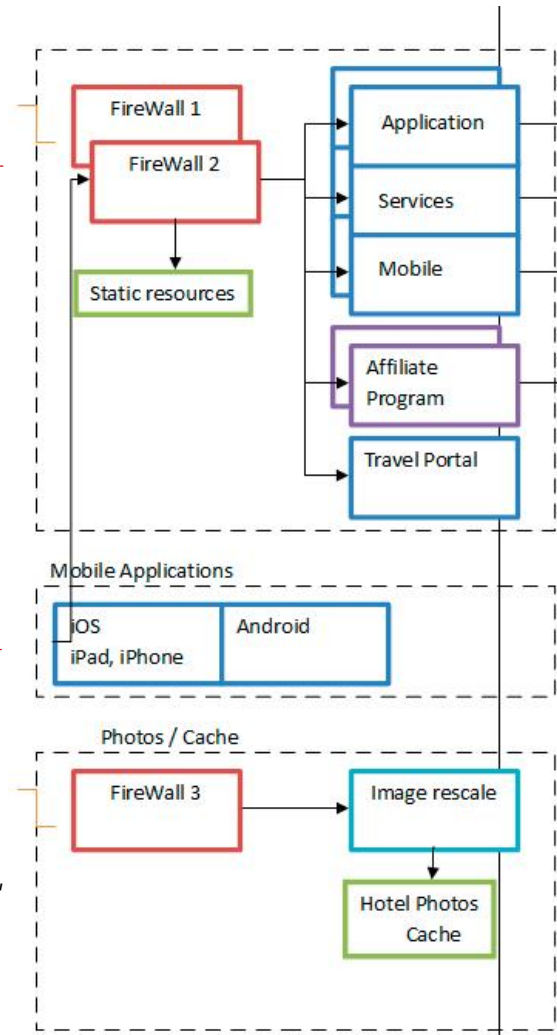 FireWall 1
FireWall 2
Static resources
Application
Services
Mobile
Affiliate
Program
Travel Portal
Mobile Applications
iOS
iPad, iPhone
Android
Photos / Cache
FireWall 3
Image rescale
Hotel Photos
Cache